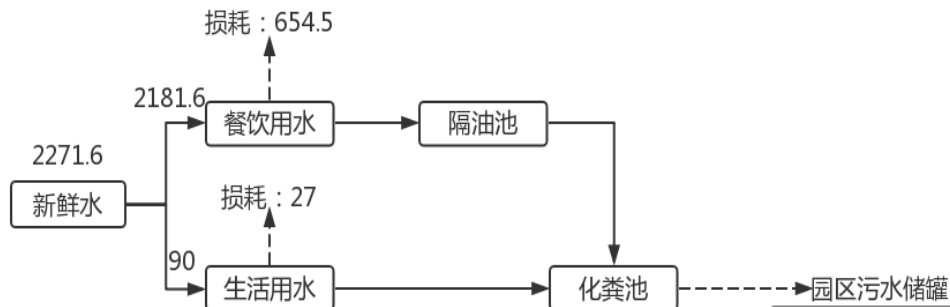 损耗：654.5
2181.6
餐饮用水
隔油池
2271.6
新鲜水
损耗：27
90
生活用水
化粪池
园区污水储罐